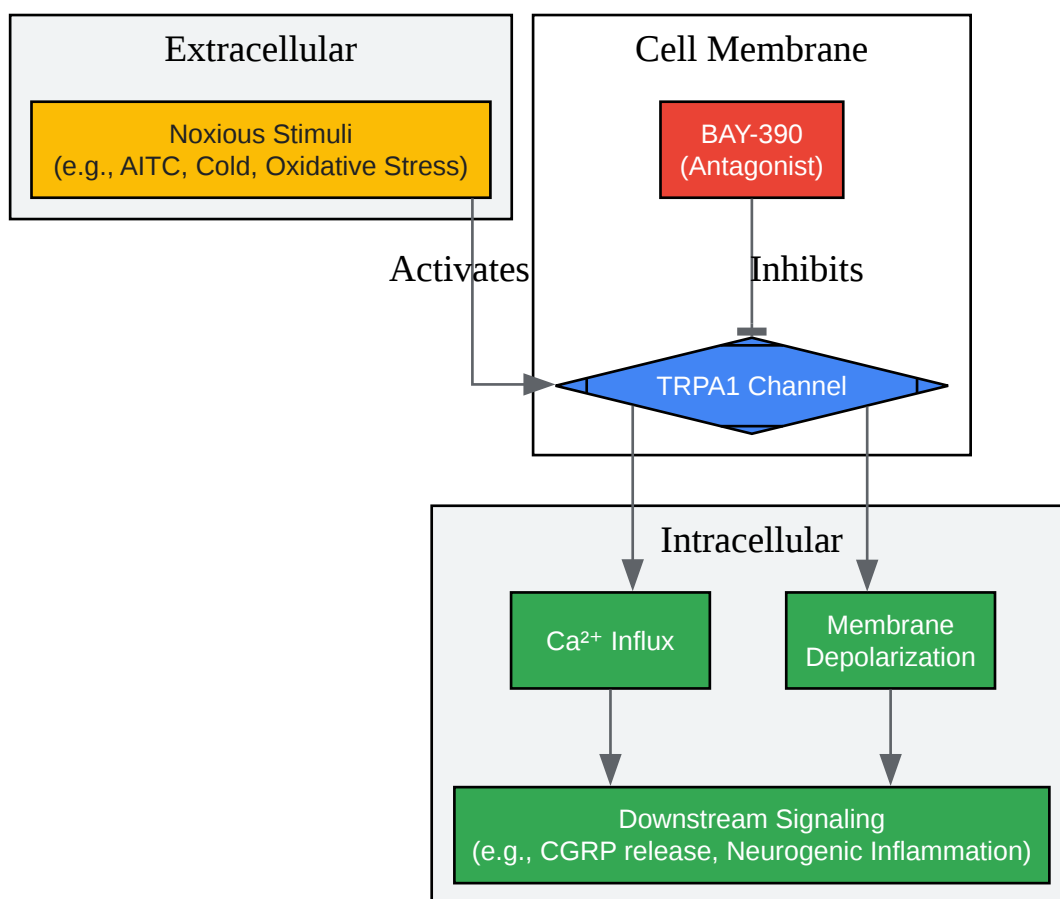 Extracellular
Cell Membrane
Noxious Stimuli
(e.g., AITC, Cold, Oxidative Stress)
BAY-390
(Antagonist)
Activates
Inhibits
TRPA1 Channel
Intracellular
Ca²⁺ Influx
Membrane
Depolarization
Downstream Signaling
(e.g., CGRP release, Neurogenic Inflammation)